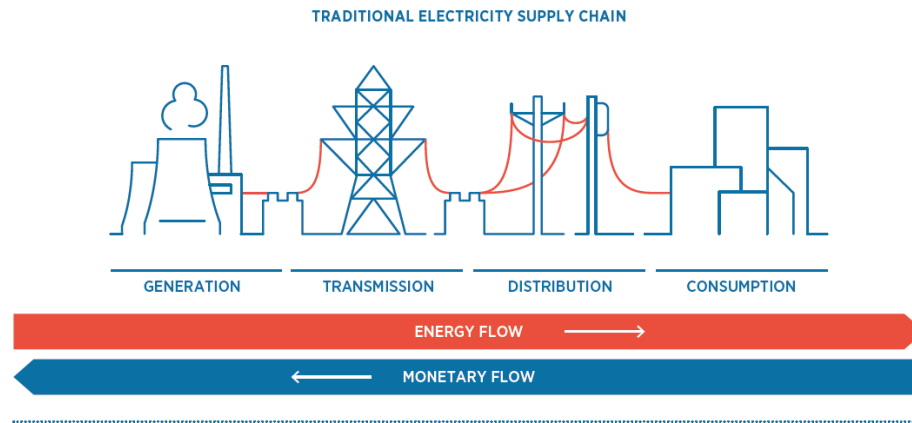 TRADITIONAL ELECTRICITY SUPPLY CHAIN
GENERATION
TRANSMISSION
DISTRIBUTION
CONSUMPTION
ENERGY FLOW
MONETARY FLOW